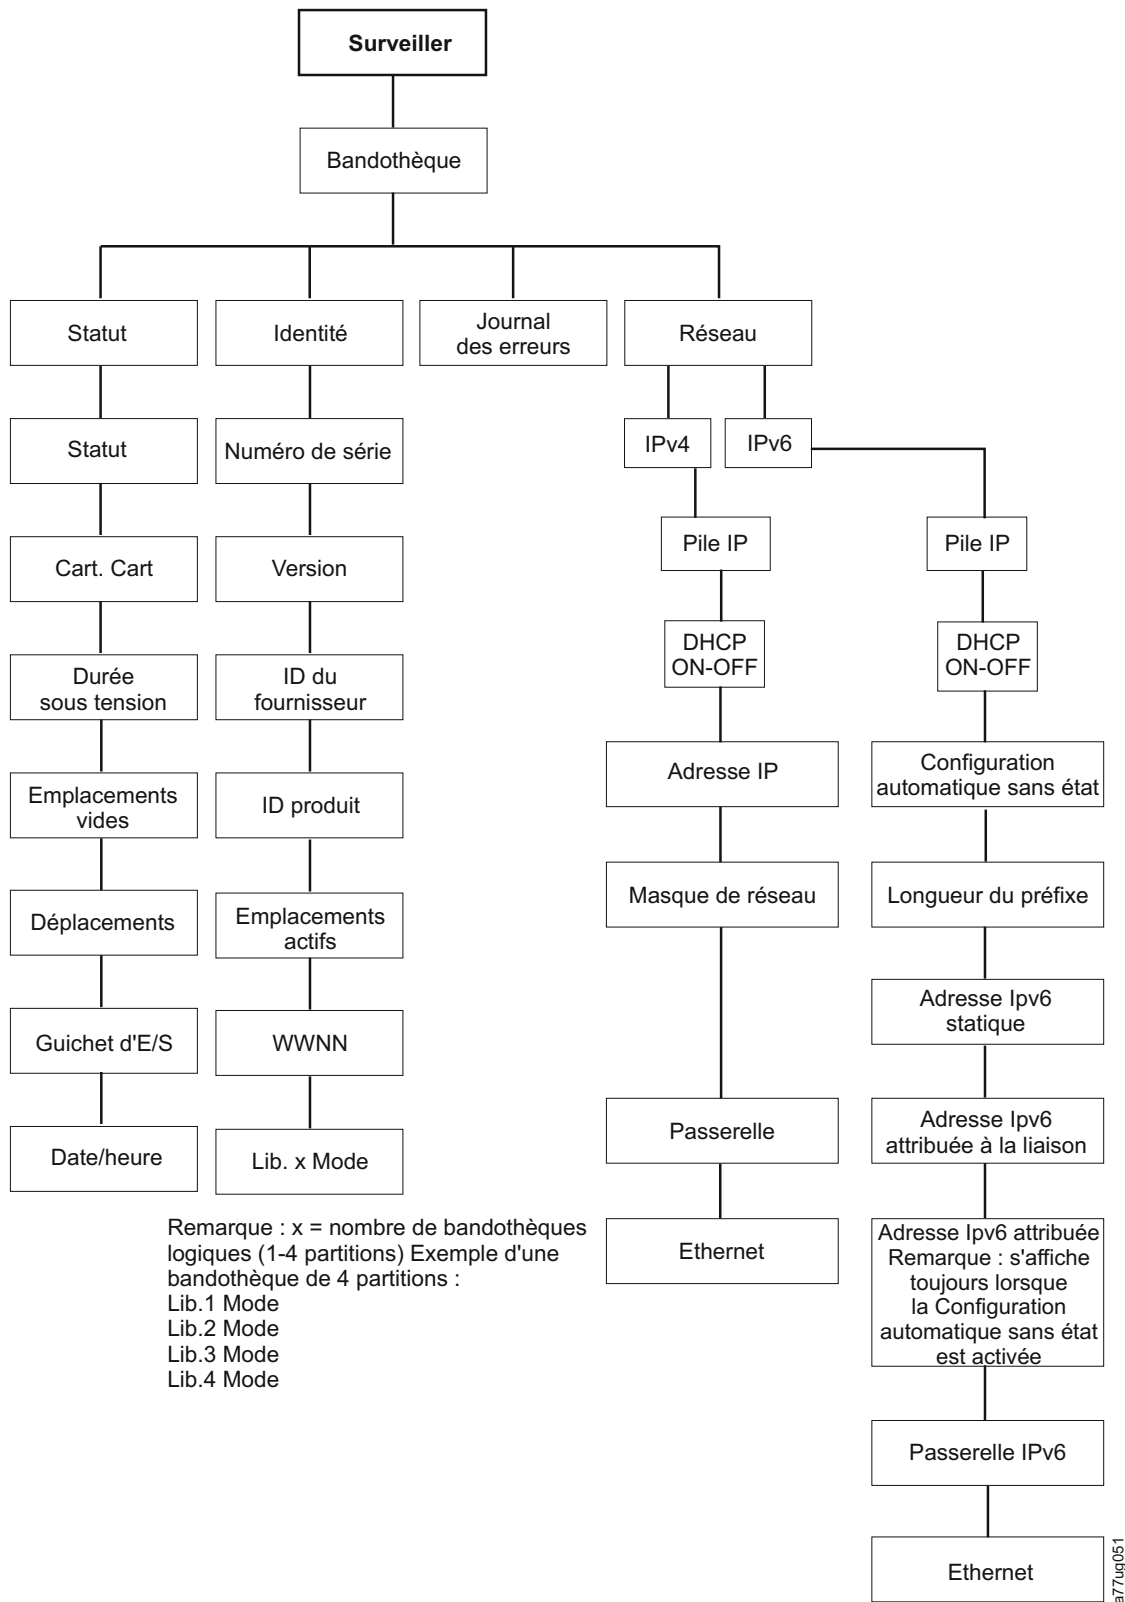 Surveiller
Bandothèque
Statut
Identité
Journal
des erreurs
Réseau
Statut
Numéro de série
IPv4
IPv6
Cart. Cart
Version
Pile IP
Pile IP
Durée
sous tension
ID du
fournisseur
DHCP
ON-OFF
DHCP
ON-OFF
Emplacements
vides
ID produit
Adresse IP
Configuration
automatique sans état
Déplacements
Emplacements
actifs
Masque de réseau
Longueur du préfixe
Guichet d'E/S
WWNN
Adresse Ipv6
statique
Date/heure
Lib. x Mode
Passerelle
Adresse Ipv6
attribuée à la liaison
Remarque : x = nombre de bandothèques
logiques (1-4 partitions) Exemple d'une
bandothèque de 4 partitions :
Lib.1 Mode
Lib.2 Mode
Lib.3 Mode
Lib.4 Mode
Ethernet
Adresse Ipv6 attribuée
Remarque : s'affiche
toujours lorsque
la Configuration
automatique sans état
est activée
Passerelle IPv6
Ethernet
a77ug051